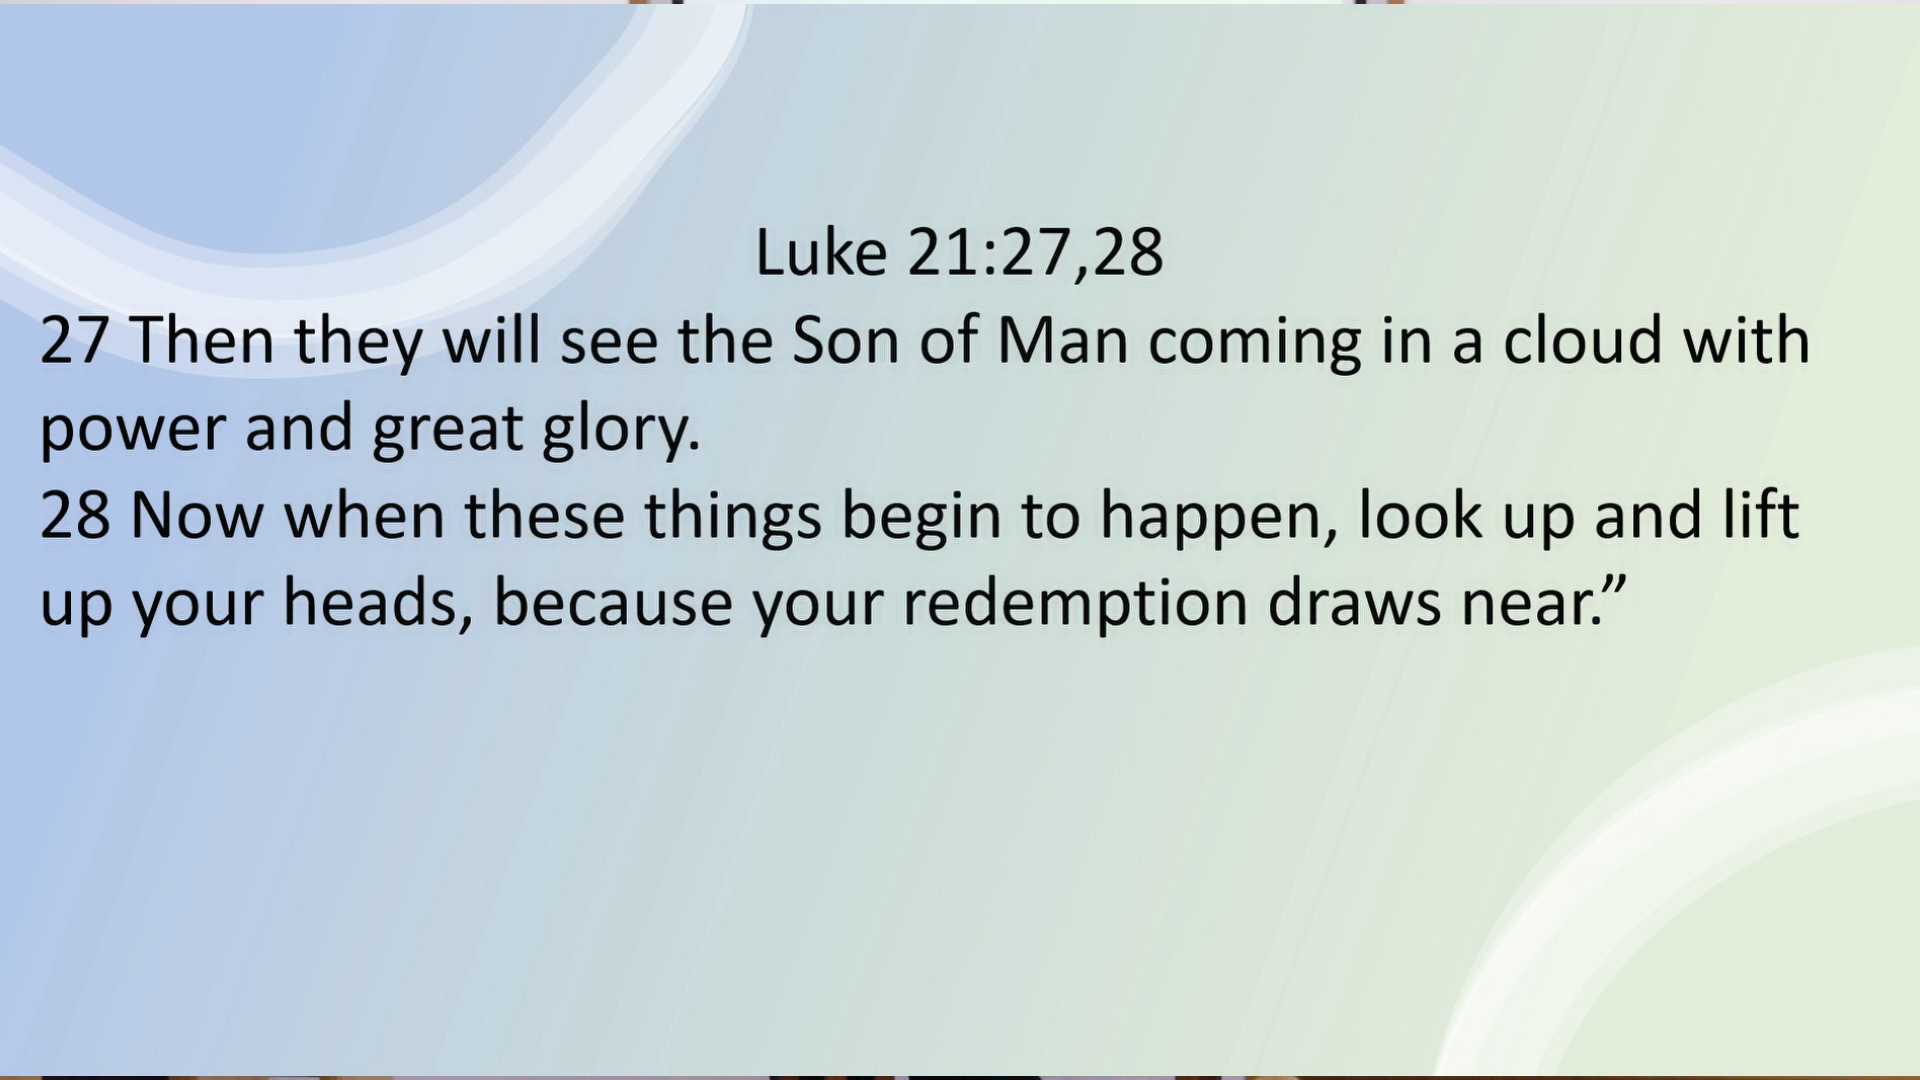 Luke 21:27,28
27 Then they will see the Son of Man coming in a cloud with
power and great glory.
28 Now when these things begin to happen, look up and lift
up your heads, because your redemption draws near.”